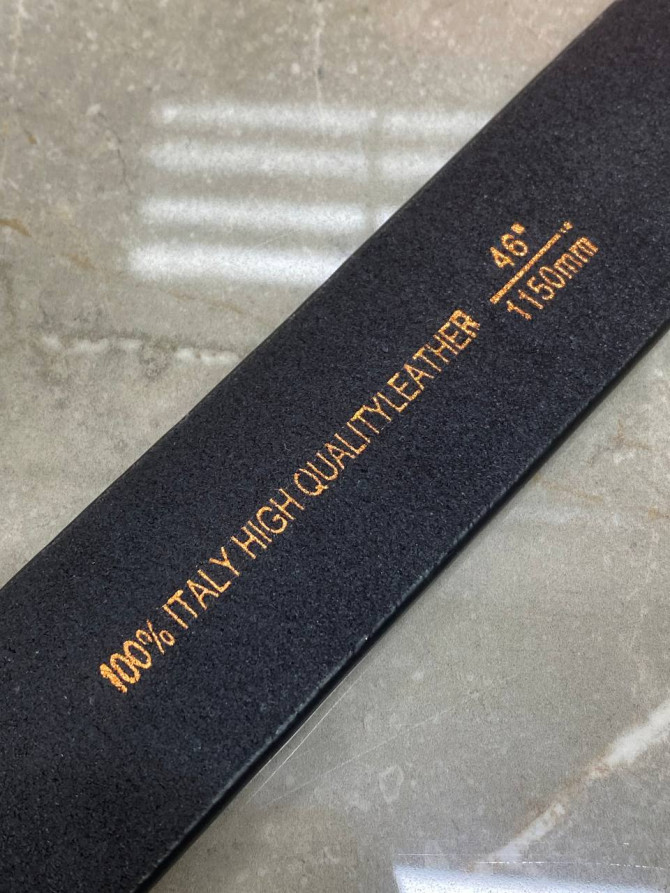 100% ITALY HIGH QUALITYLEATHER
46"
1150mm